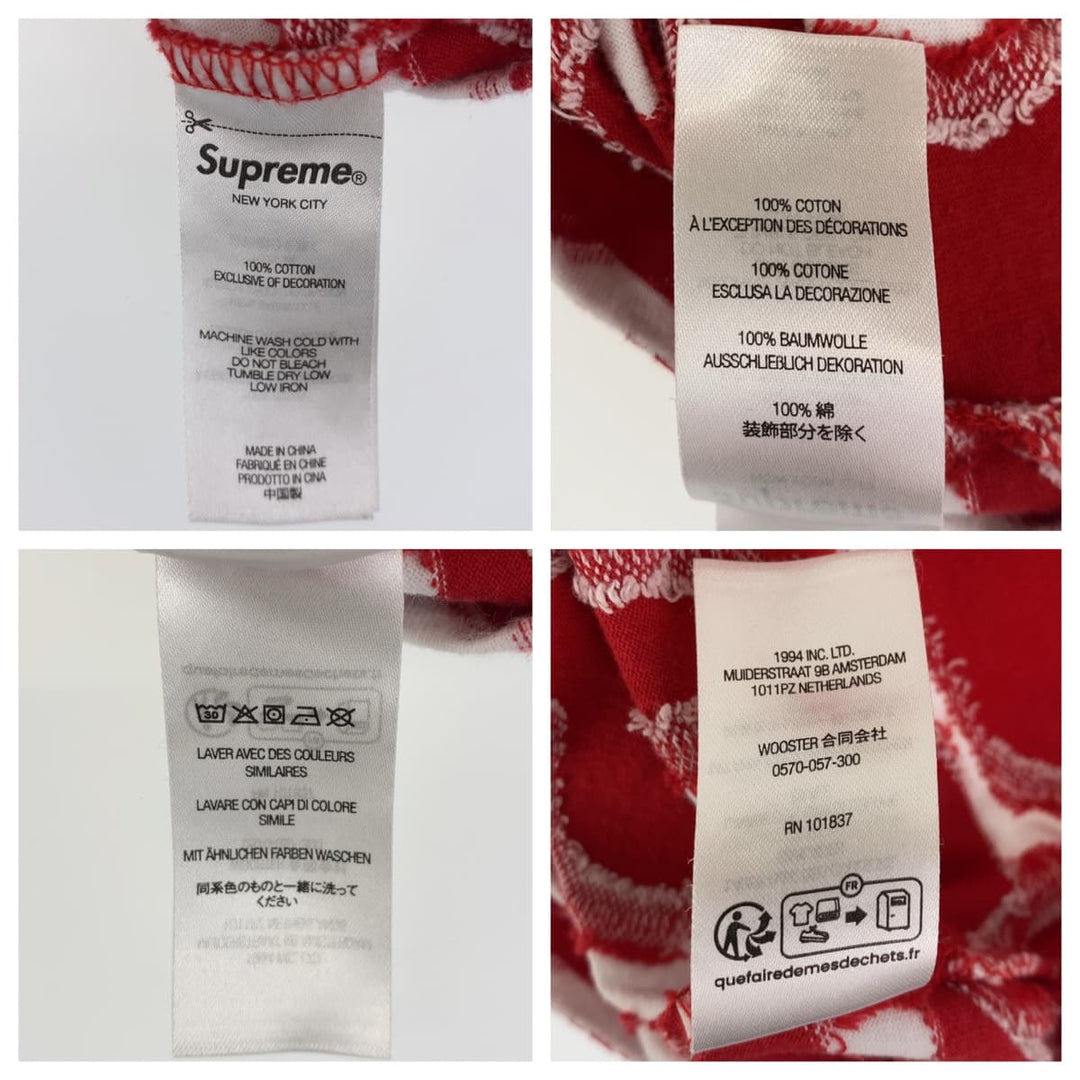 Supreme®
NEW YORK CITY
100% COTTON
EXCLUSIVE OF DECORATION
MACHINE WASH COLD WITH
LIKE COLORS
DO NOT BLEACH
TUMBLE DRY LOW
LOW IRON
MADE IN CHINA
FABRIQUÉ EN CHINE
PRODOTTO IN CINA
中国製
100% COTON
À L'EXCEPTION DES DÉCORATIONS
100% COTONE
ESCLUSA LA DECORAZIONE
100% BAUMWOLLE
AUSSCHLIEßLICH DEKORATION
100% 綿
装飾部分を除く
30
LAVER AVEC DES COULEURS
SIMILAIRES
LAVARE CON CAPI DI COLORE
SIMILE
MIT ÄHNLICHEN FARBEN WASCHEN
同系色のものと一緒に洗って
ください
1994 INC. LTD.
MUIDERSTRAAT 9B AMSTERDAM
1011PZ NETHERLANDS
WOOSTER 合同会社
0570-057-300
RN 101837
FR
quefairedemesdechets.fr